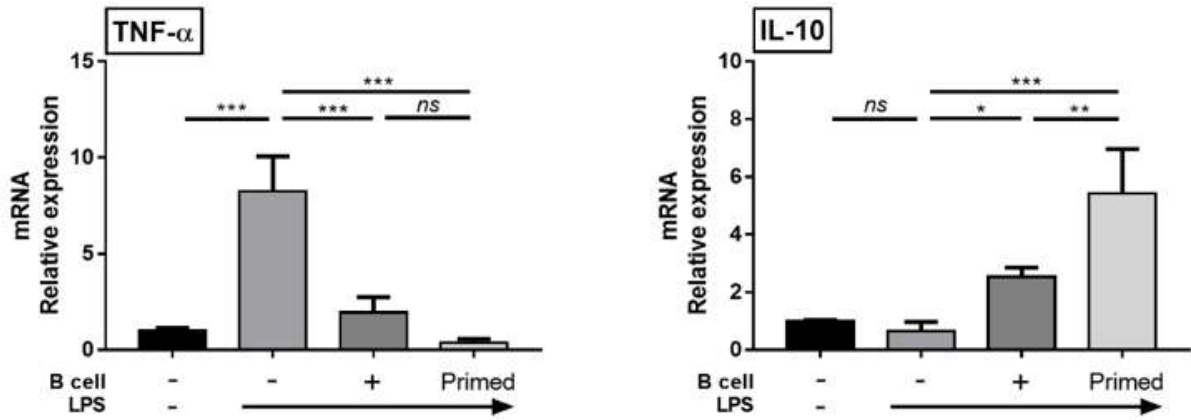 TNF-α
mRNA
Relative expression
15
10
5
0
***
*** *** ns
B cell - - + Primed
LPS -
IL-10
mRNA
Relative expression
10
8
6
4
2
0
***
ns * **
B cell - - + Primed
LPS -